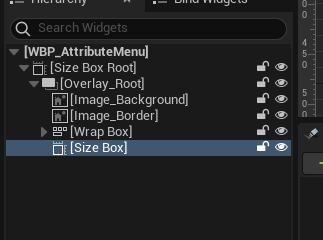 Hierarchy
Bind Widgets
Search Widgets
[WBP_AttributeMenu]
[Size Box Root]
[Overlay_Root]
[Image_Background]
[Image_Border]
[Wrap Box]
[Size Box]